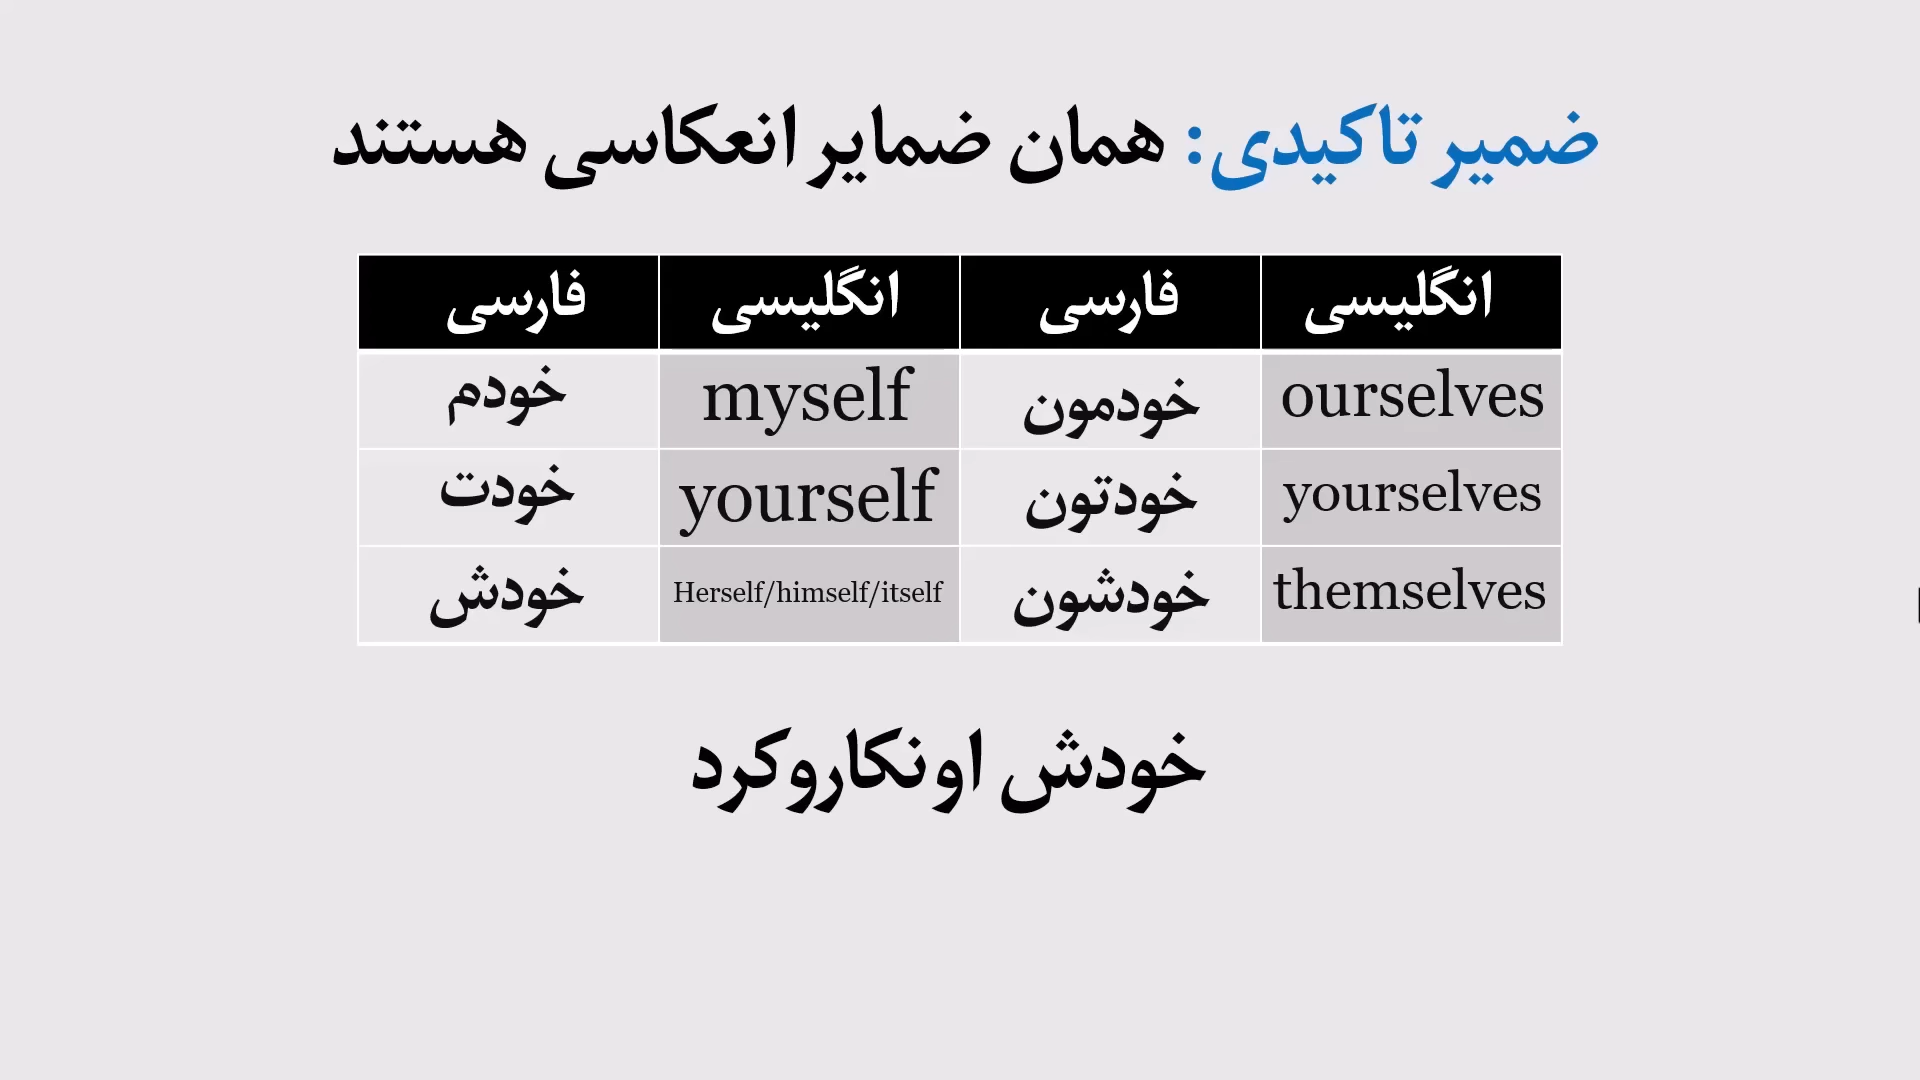 ضمیر تاکیدی: همان ضمایر انعکاسی هستند
فارسی انگلیسی فارسی انگلیسی
خودم myself خودمون ourselves
خودت yourself خودتون yourselves
خودش Herself/himself/itself خودشون themselves
خودش اونکاروکرد